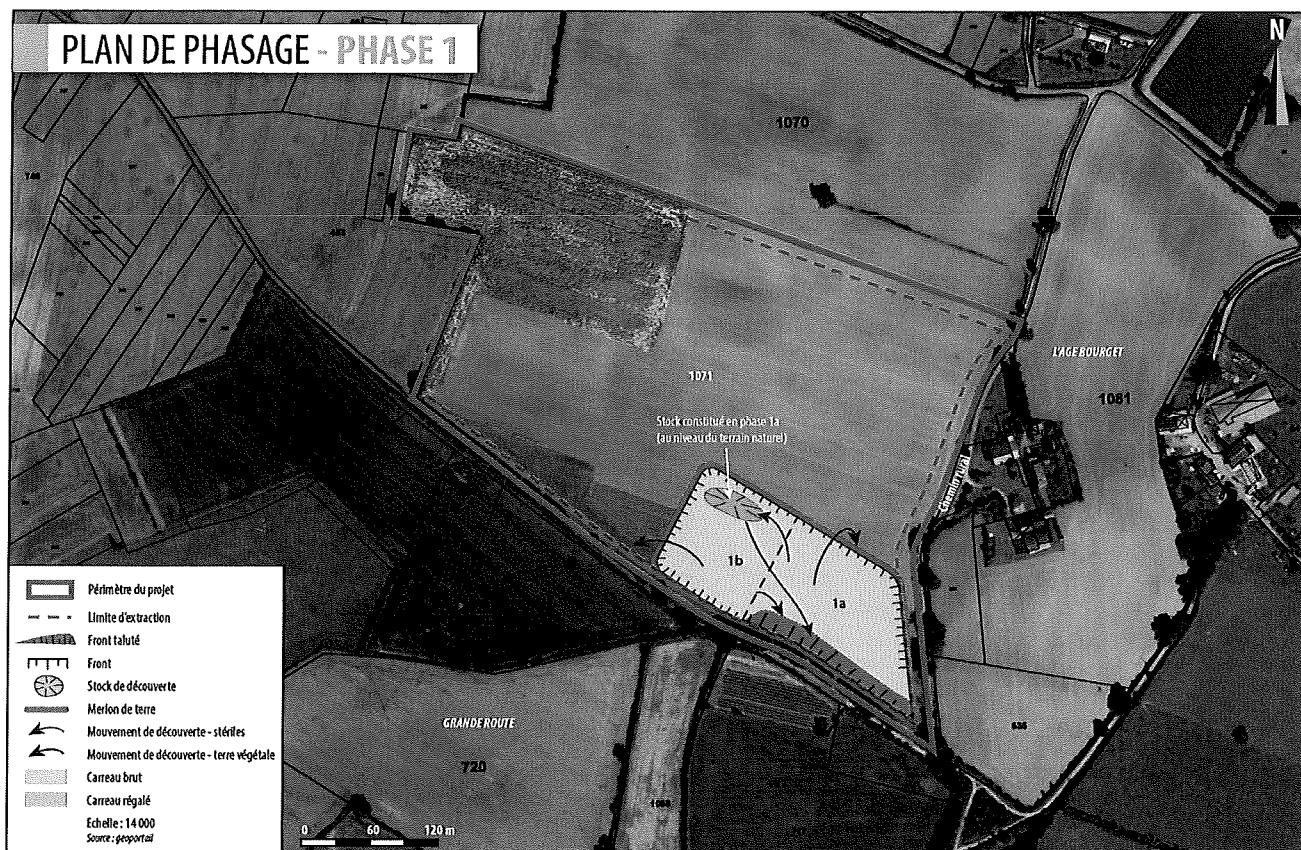 PLAN DE PHASAGE - PHASE 1
N
1070
L'AGE BOURGET
1081
1071
Stock constitué en phase 1a
(au niveau du terrain naturel)
Chemin rural
1b
1a
GRANDE ROUTE
720
Périmètre du projet
Limite d'extraction
Front taluté
Front
Stock de découverte
Merlon de terre
Mouvement de découverte - stériles
Mouvement de découverte - terre végétale
Carreau brut
Carreau régalé
Echelle : 14 000
Source : geoportail
0 60 120 m